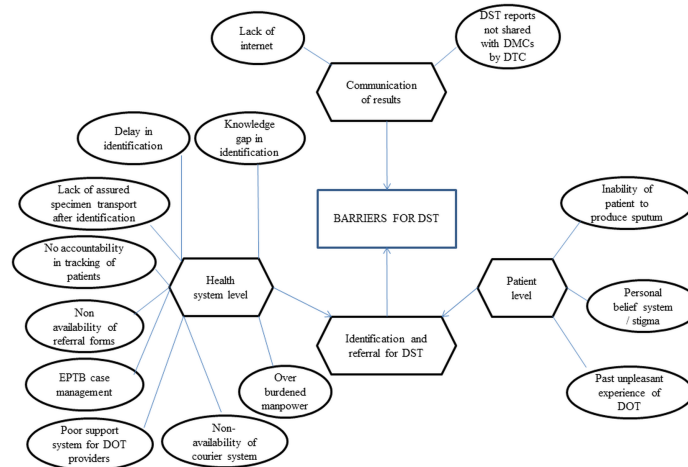 Lack of
internet
DST reports
not shared
with DMCs
by DTC
Communication
of results
Delay in
identification
Knowledge
gap in
identification
Lack of assured
specimen transport
after identification
No accountability
in tracking of
patients
Non
availability of
referral forms
EPTB case
management
Poor support
system for DOT
providers
Non-
availability of
courier system
Over
burdened
manpower
Health
system level
BARRIERS FOR DST
Identification and
referral for DST
Patient
level
Inability of
patient to
produce sputum
Personal
belief system
/ stigma
Past unpleasant
experience of
DOT